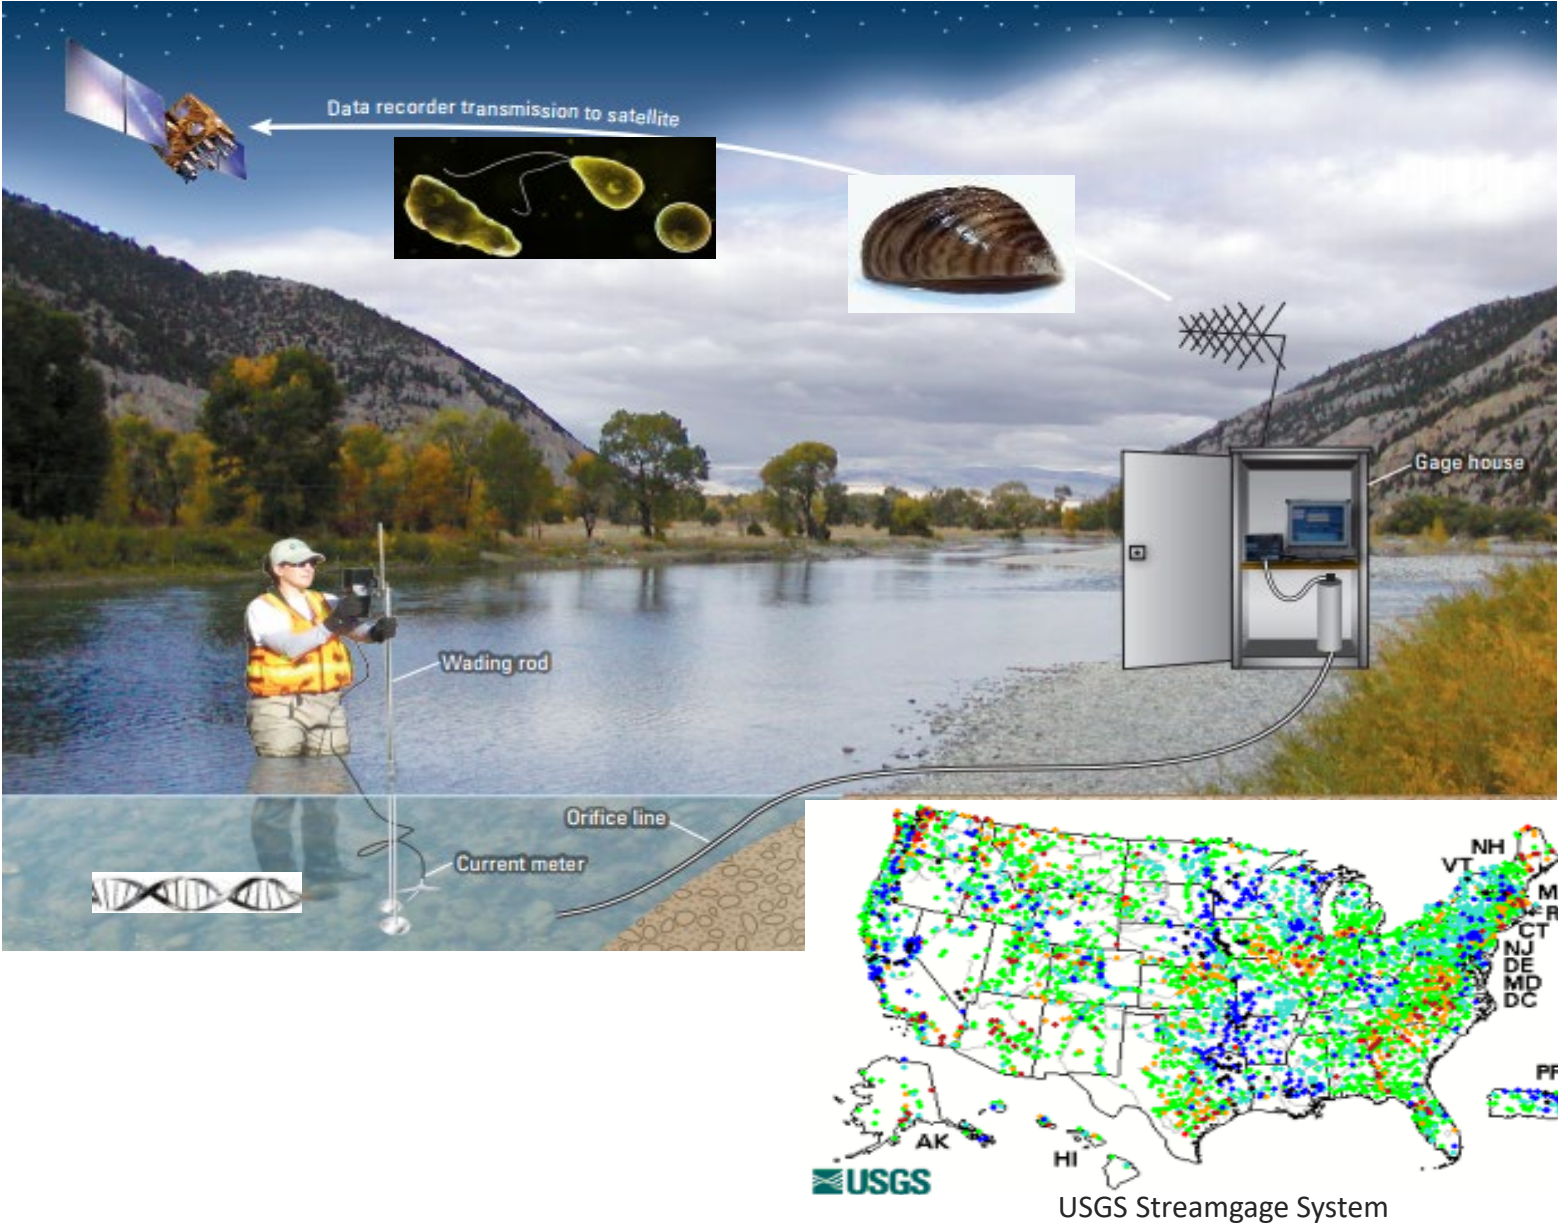 Data recorder transmission to satellite
Gage house
Wading rod
Orifice line
Current meter
NH
VT
M
R
CT
NJ
DE
MD
DC
PR
AK
HI
USGS
USGS Streamgage System